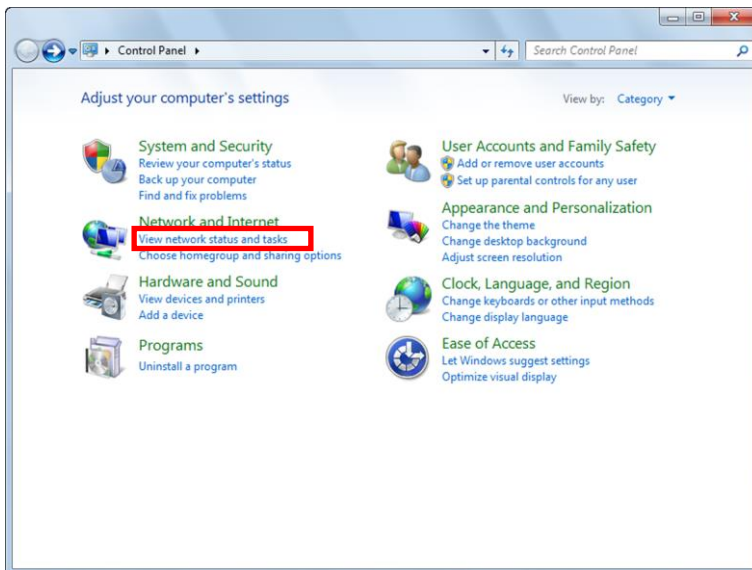 Control Panel
Search Control Panel
Adjust your computer's settings
View by: Category
System and Security
Review your computer's status
Back up your computer
Find and fix problems
Network and Internet
View network status and tasks
Choose homegroup and sharing options
Hardware and Sound
View devices and printers
Add a device
Programs
Uninstall a program
User Accounts and Family Safety
Add or remove user accounts
Set up parental controls for any user
Appearance and Personalization
Change the theme
Change desktop background
Adjust screen resolution
Clock, Language, and Region
Change keyboards or other input methods
Change display language
Ease of Access
Let Windows suggest settings
Optimize visual display